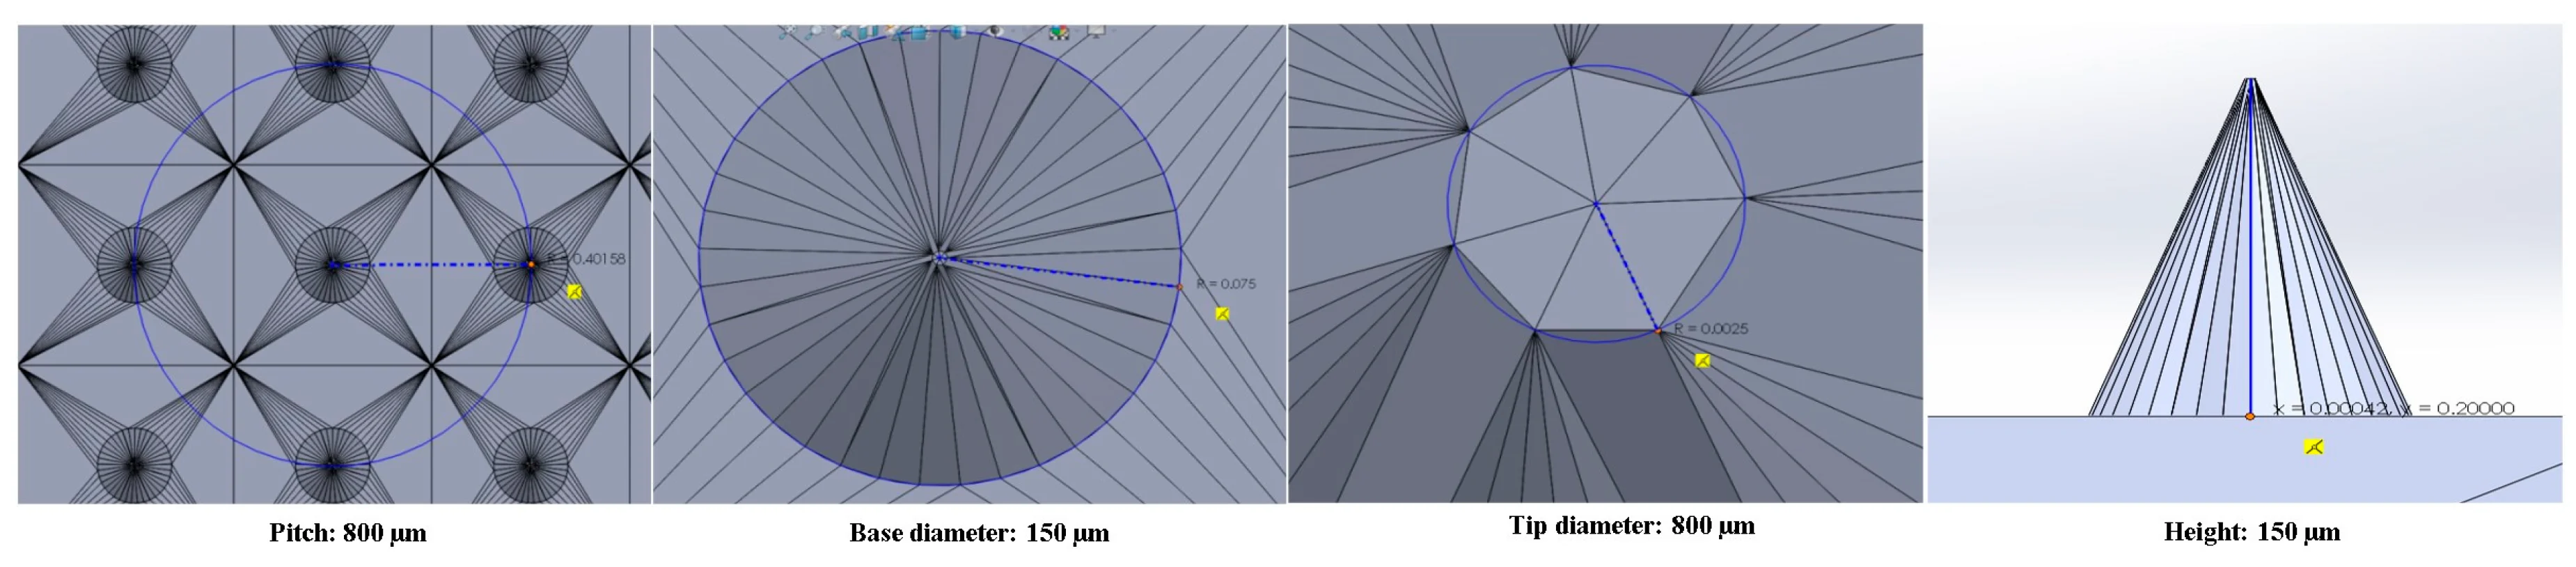 R = 0.40158
R = 0.075
R = 0.0025
x = 0.00042, y = 0.20000
Pitch: 800 µm
Base diameter: 150 µm
Tip diameter: 800 µm
Height: 150 µm